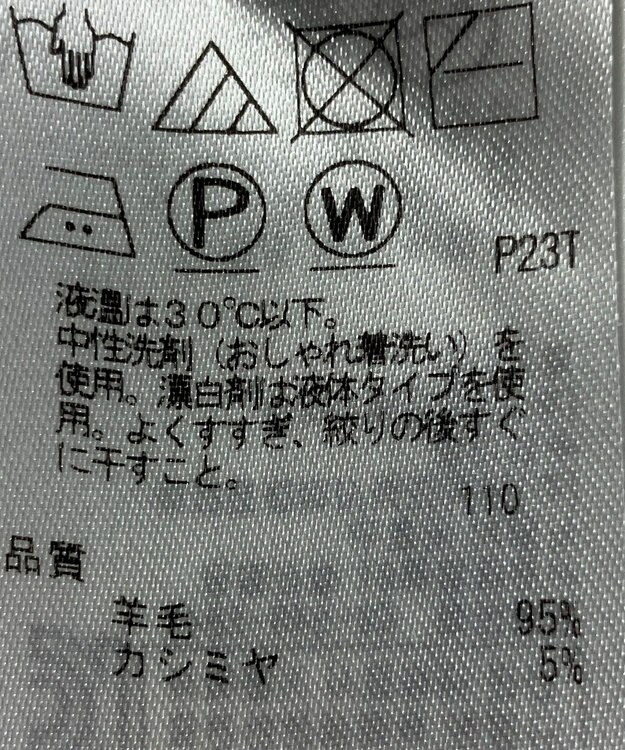 P
W
P23T
液温は30℃以下。
中性洗剤(おしゃれ着洗い)を
使用。漂白剤は液体タイプを使
用。よくすすぎ、絞りの後すぐ
に干すこと。
110
品質
羊毛 95%
カシミヤ 5%